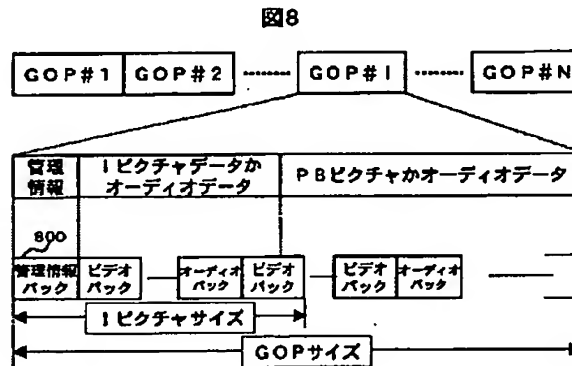 図8
GOP#1 GOP#2 ........ GOP#I ........ GOP#N
管理情報 Iピクチャデータかオーディオデータ PBピクチャかオーディオデータ
800
管理情報パック ビデオパック オーディオパック ビデオパック ビデオパック オーディオパック
Iピクチャサイズ
GOPサイズ